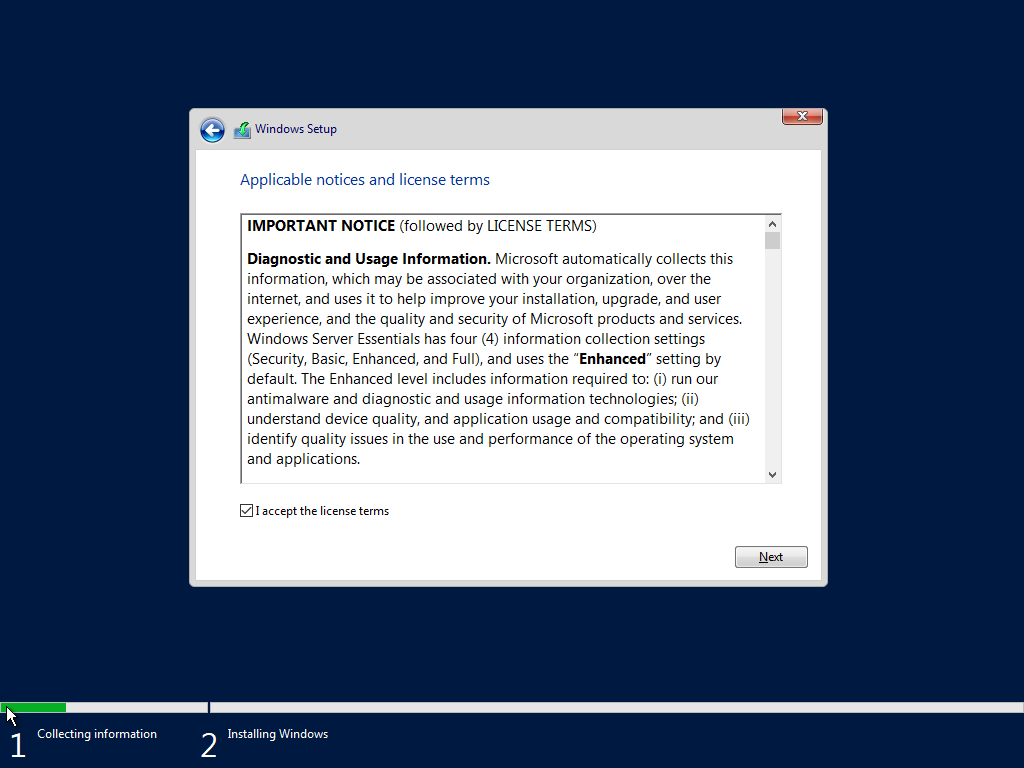 Windows Setup
Applicable notices and license terms
IMPORTANT NOTICE (followed by LICENSE TERMS)
Diagnostic and Usage Information. Microsoft automatically collects this
information, which may be associated with your organization, over the
internet, and uses it to help improve your installation, upgrade, and user
experience, and the quality and security of Microsoft products and services.
Windows Server Essentials has four (4) information collection settings
(Security, Basic, Enhanced, and Full), and uses the “Enhanced” setting by
default. The Enhanced level includes information required to: (i) run our
antimalware and diagnostic and usage information technologies; (ii)
understand device quality, and application usage and compatibility; and (iii)
identify quality issues in the use and performance of the operating system
and applications.
I accept the license terms
Next
1 Collecting information
2 Installing Windows